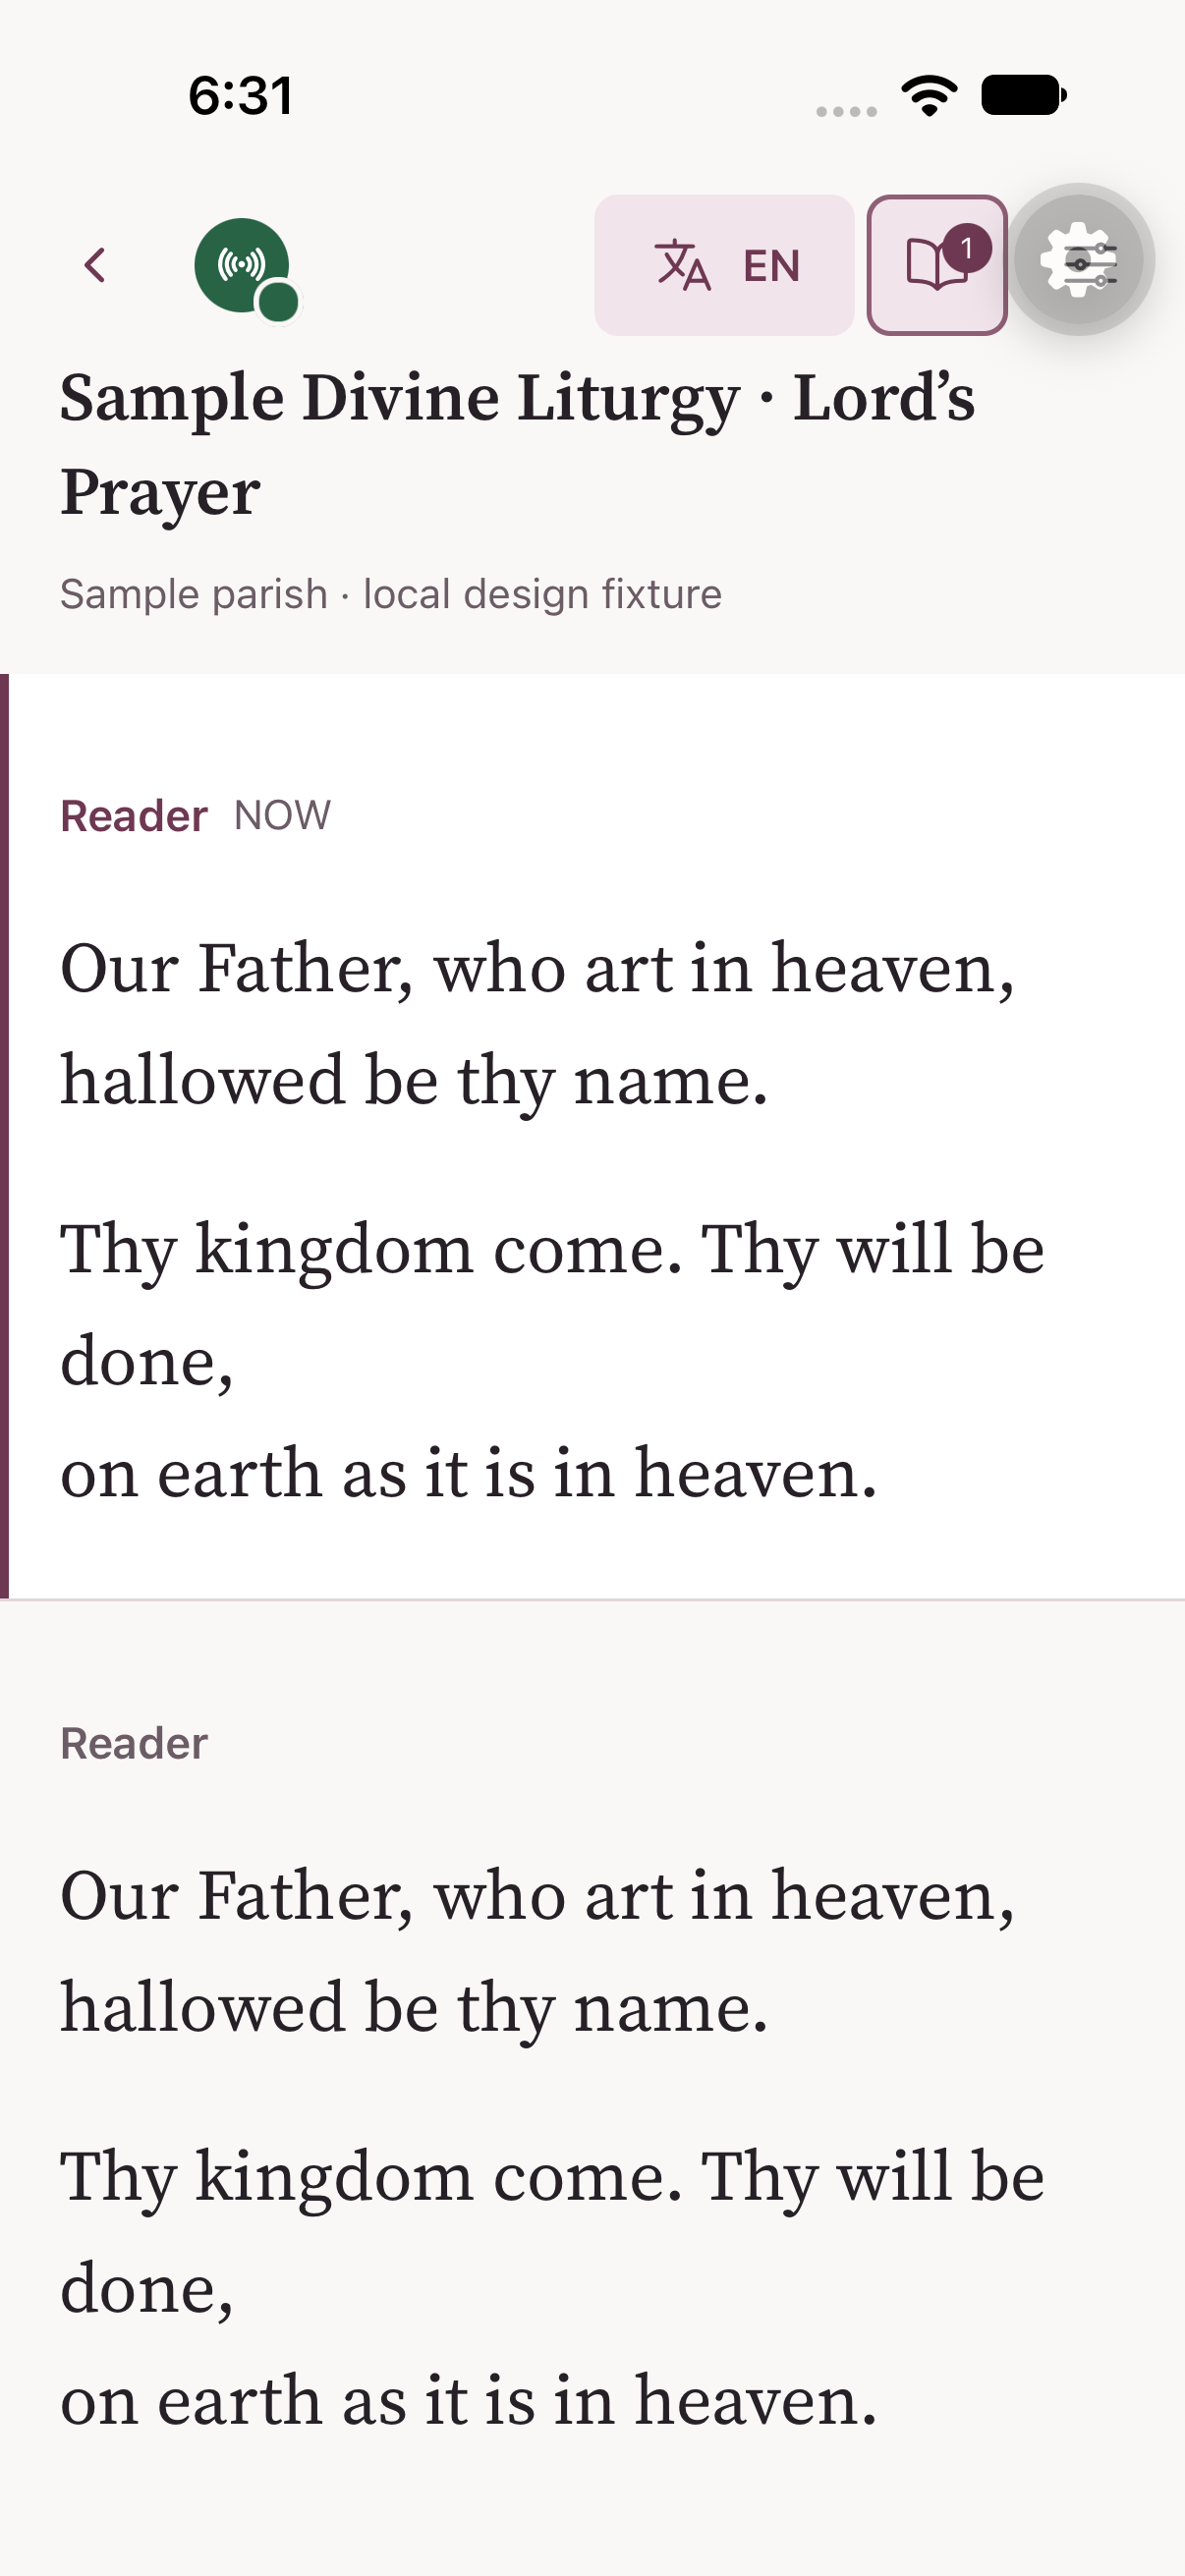 6:31
EN
1
Sample Divine Liturgy · Lord’s
Prayer
Sample parish · local design fixture
Reader NOW
Our Father, who art in heaven,
hallowed be thy name.
Thy kingdom come. Thy will be
done,
on earth as it is in heaven.
Reader
Our Father, who art in heaven,
hallowed be thy name.
Thy kingdom come. Thy will be
done,
on earth as it is in heaven.